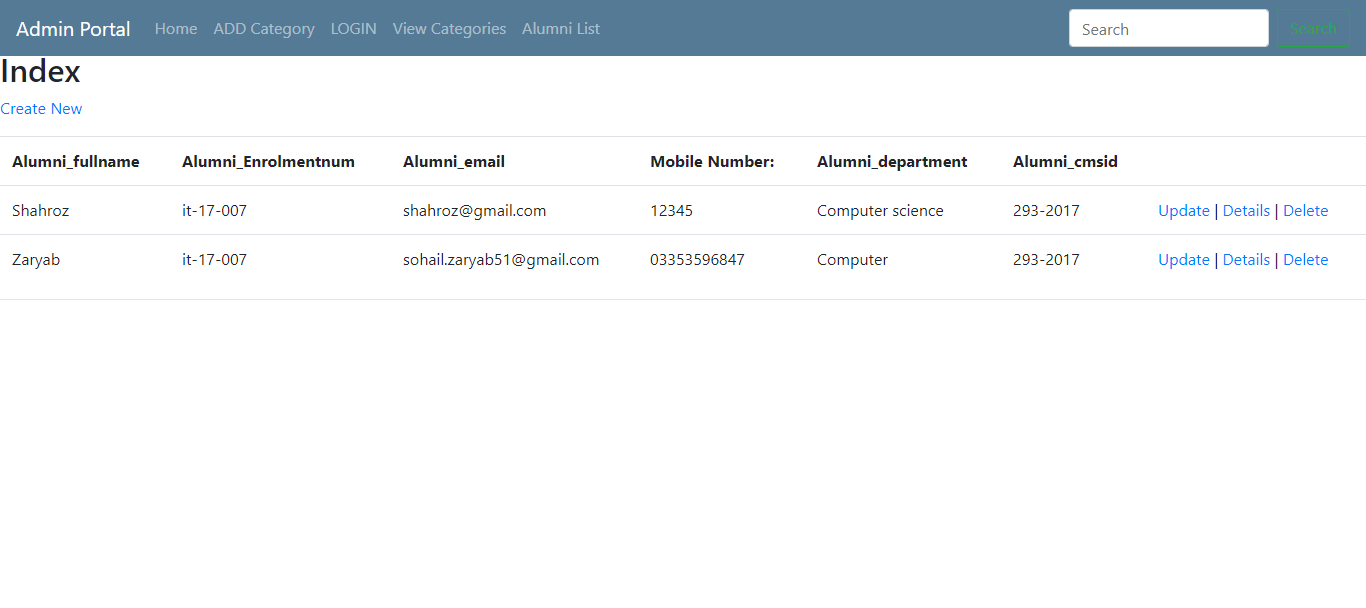 Admin Portal Home ADD Category LOGIN View Categories Alumni List Search Search
Index
Create New
Alumni_fullname Alumni_Enrolmentnum Alumni_email Mobile Number: Alumni_department Alumni_cmsid
Shahroz it-17-007 shahroz@gmail.com 12345 Computer science 293-2017 Update | Details | Delete
Zaryab it-17-007 sohail.zaryab51@gmail.com 03353596847 Computer 293-2017 Update | Details | Delete